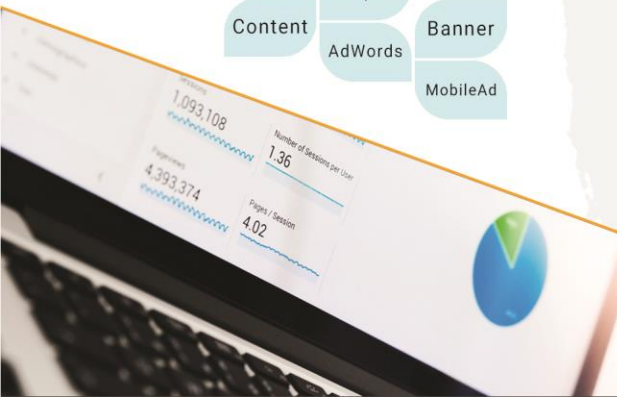 Content
Banner
AdWords
MobileAd
Sessions
1,093,108
Number of Sessions per User
1.36
Pageviews
4,393,374
Pages / Session
4.02